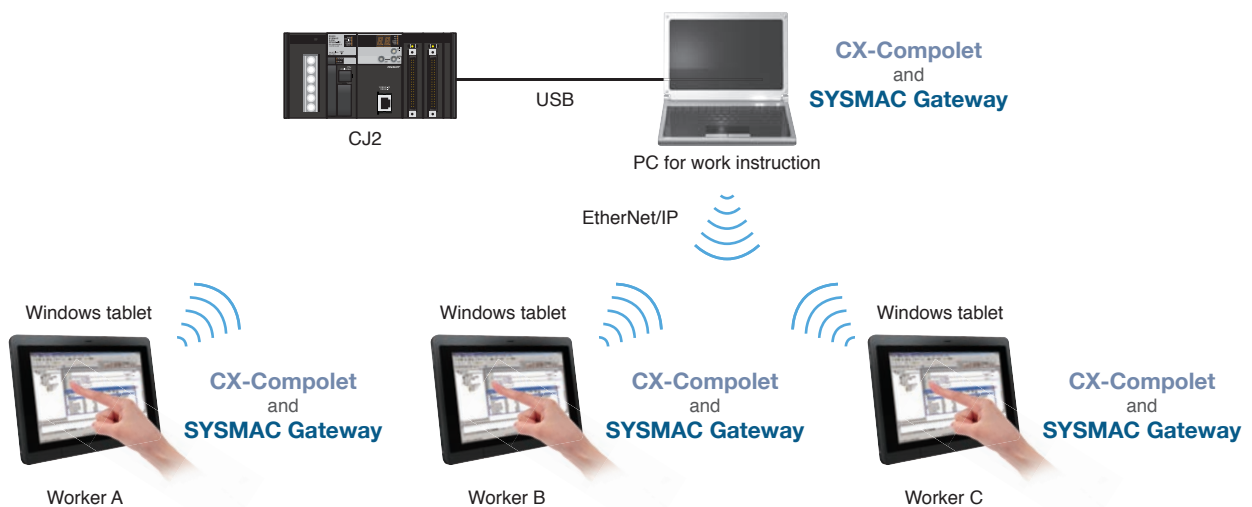 CX-Compolet
and
SYSMAC Gateway
USB
CJ2
PC for work instruction
EtherNet/IP
Windows tablet
Windows tablet
Windows tablet
CX-Compolet
and
SYSMAC Gateway
CX-Compolet
and
SYSMAC Gateway
CX-Compolet
and
SYSMAC Gateway
Worker A
Worker B
Worker C